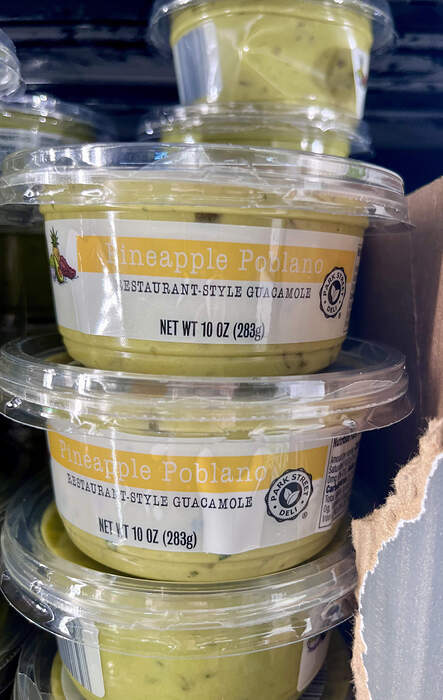 Pineapple Poblano
RESTAURANT-STYLE GUACAMOLE
PARK STREET
DELI
NET WT 10 OZ (283g)
Pineapple Poblano
RESTAURANT-STYLE GUACAMOLE
PARK STREET
DELI
®
NET WT 10 OZ (283g)